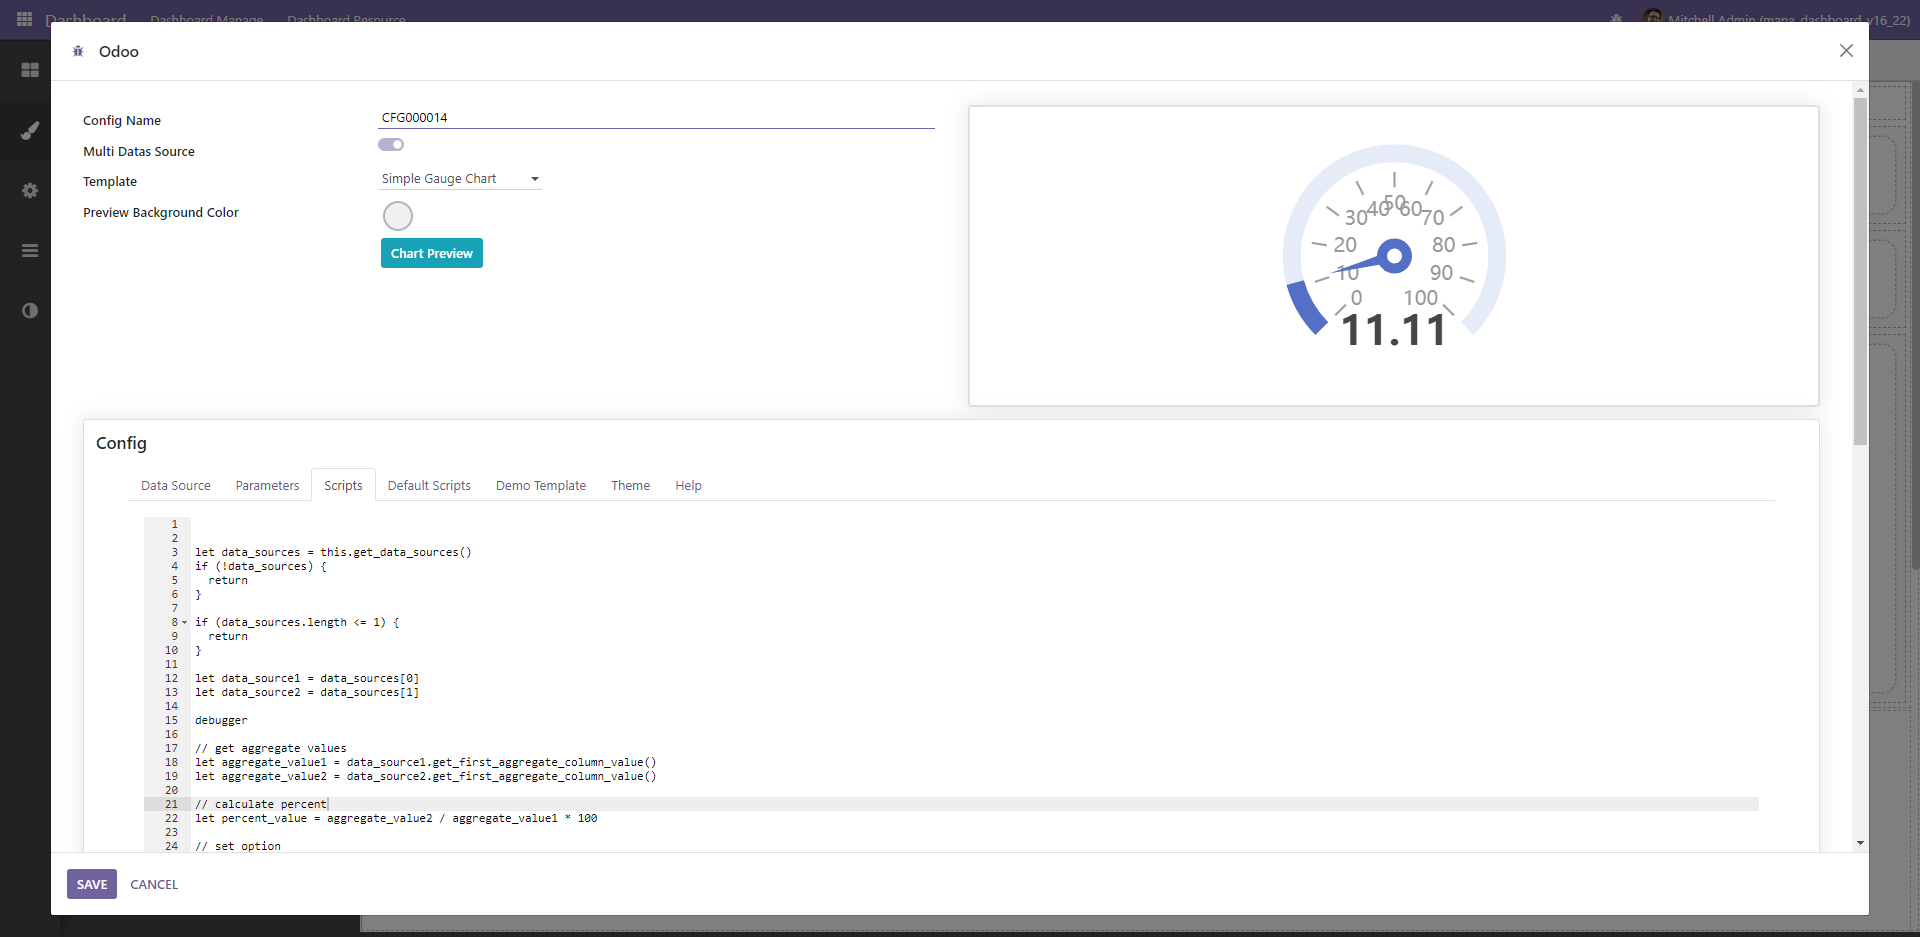 Dashboard Dashboard Manage Dashboard Resource Mitchell Admin (mana_dashboard_v16_22)
Odoo
Config Name CFG000014
Multi Datas Source
Template Simple Gauge Chart
Preview Background Color
Chart Preview
0 10 20 30 40 50 60 70 80 90 100
11.11
Config
Data Source Parameters Scripts Default Scripts Demo Template Theme Help
1
2
3 let data_sources = this.get_data_sources()
4 if (!data_sources) {
5 return
6 }
7
8 if (data_sources.length <= 1) {
9 return
10 }
11
12 let data_source1 = data_sources[0]
13 let data_source2 = data_sources[1]
14
15 debugger
16
17 // get aggregate values
18 let aggregate_value1 = data_source1.get_first_aggregate_column_value()
19 let aggregate_value2 = data_source2.get_first_aggregate_column_value()
20
21 // calculate percent
22 let percent_value = aggregate_value2 / aggregate_value1 * 100
23
24 // set option
SAVE CANCEL